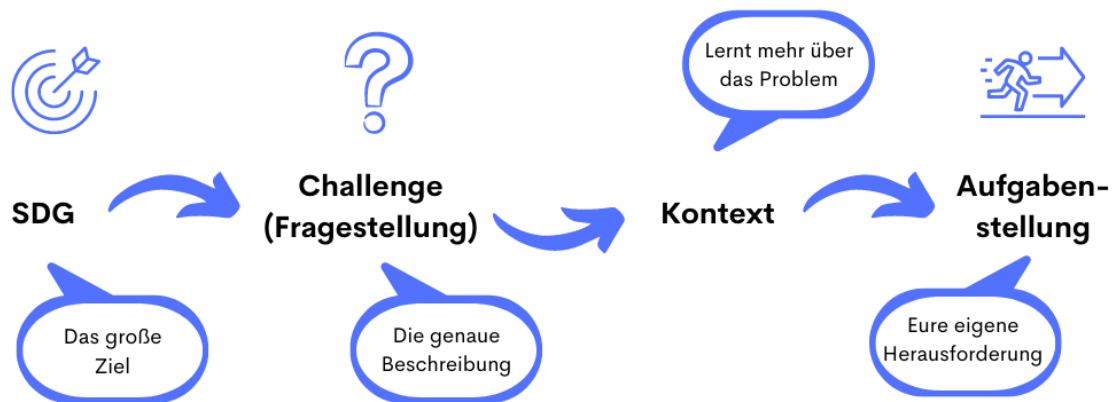 SDG
Das große
Ziel
Challenge
(Fragestellung)
Die genaue
Beschreibung
Lernt mehr über
das Problem
Kontext
Aufgaben-
stellung
Eure eigene
Herausforderung